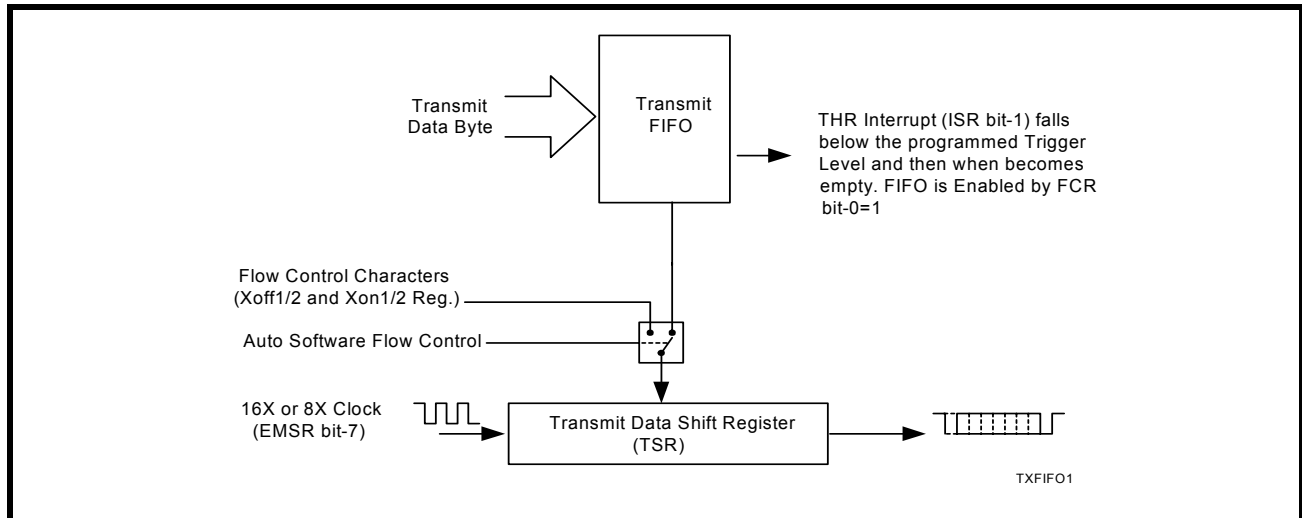 Transmit
Data Byte
Transmit
FIFO
THR Interrupt (ISR bit-1) falls
below the programmed Trigger
Level and then when becomes
empty. FIFO is Enabled by FCR
bit-0=1
Flow Control Characters
(Xoff1/2 and Xon1/2 Reg.)
Auto Software Flow Control
16X or 8X Clock
(EMSR bit-7)
Transmit Data Shift Register
(TSR)
TXFIFO1